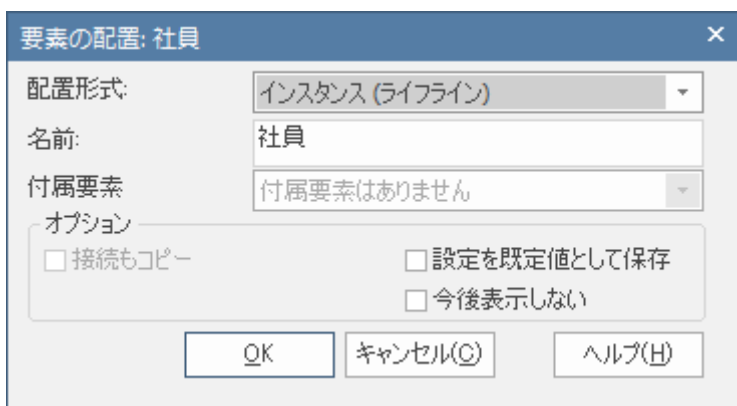 要素の配置: 社員
×
配置形式: インスタンス (ライフライン)
名前: 社員
付属要素 付属要素はありません
オプション
接続もコピー 設定を既定値として保存
今後表示しない
OK キャンセル(C) ヘルプ(H)